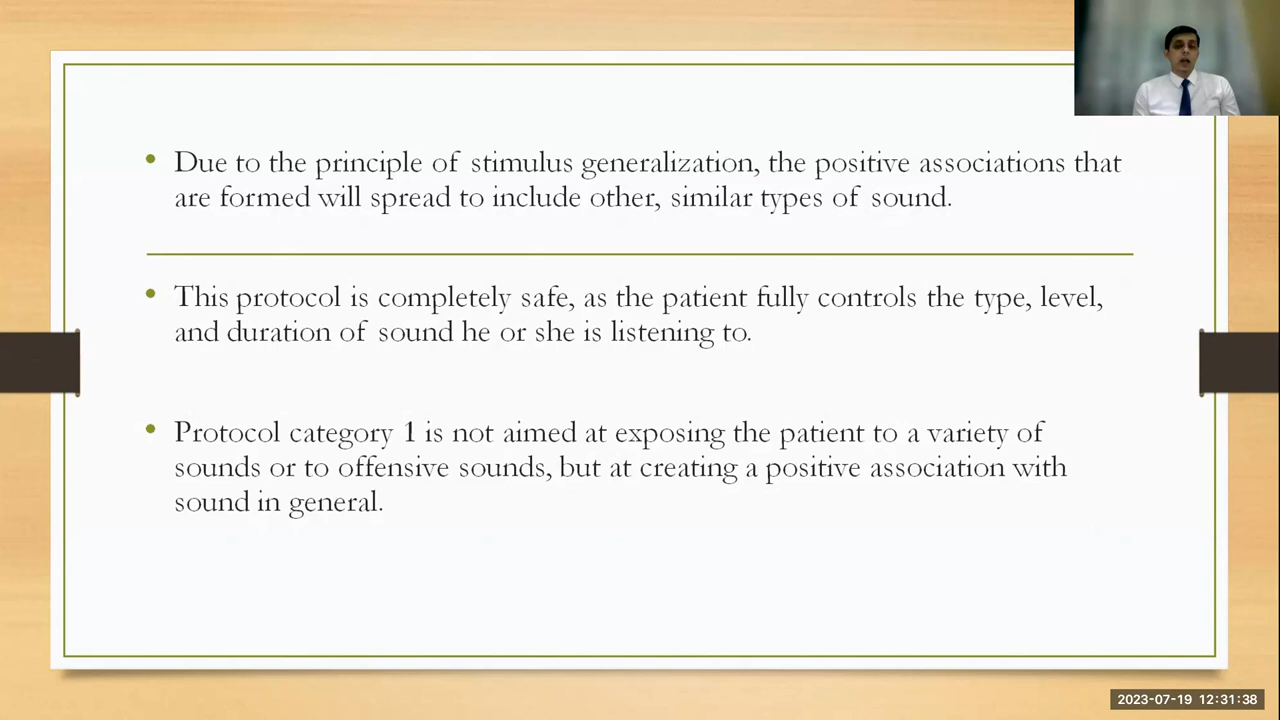 Due to the principle of stimulus generalization, the positive associations that
are formed will spread to include other, similar types of sound.
This protocol is completely safe, as the patient fully controls the type, level,
and duration of sound he or she is listening to.
Protocol category 1 is not aimed at exposing the patient to a variety of
sounds or to offensive sounds, but at creating a positive association with
sound in general.
2023-07-19 12:31:38